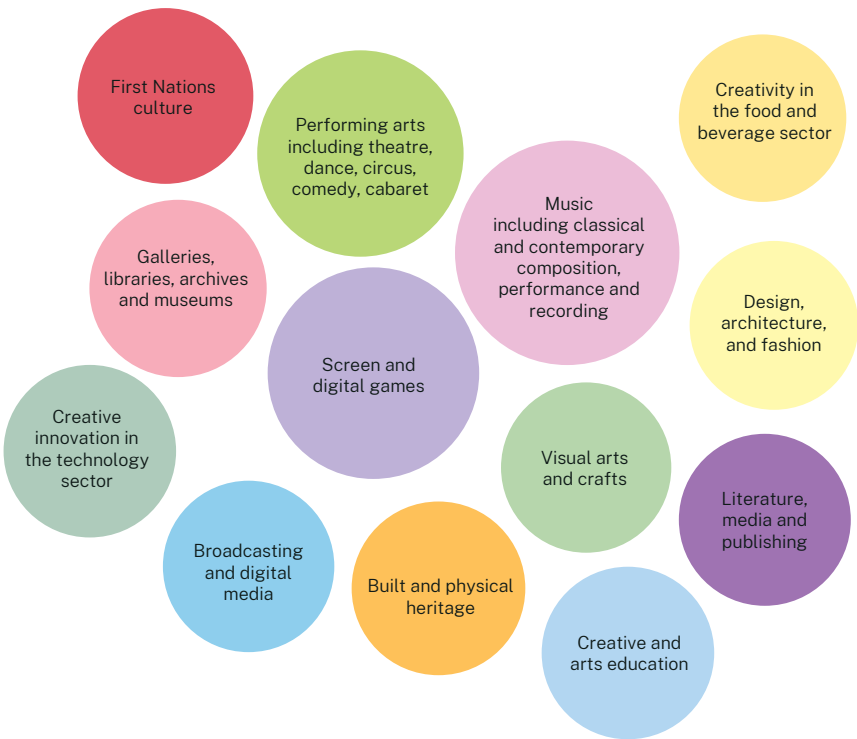 First Nations
culture
Performing arts
including theatre,
dance, circus,
comedy, cabaret
Creativity in
the food and
beverage sector
Music
including classical
and contemporary
composition,
performance and
recording
Galleries,
libraries, archives
and museums
Design,
architecture,
and fashion
Screen and
digital games
Creative
innovation in
the technology
sector
Visual arts
and crafts
Literature,
media and
publishing
Broadcasting
and digital
media
Built and physical
heritage
Creative and
arts education